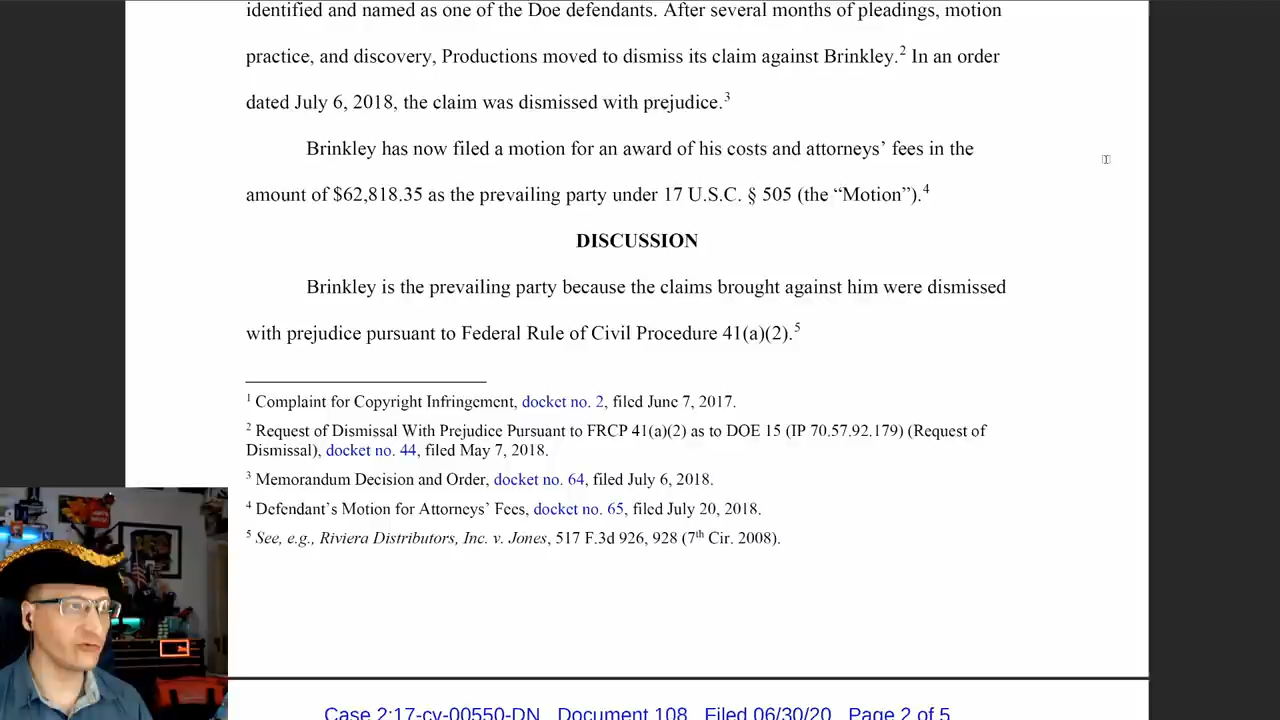 identified and named as one of the Doe defendants. After several months of pleadings, motion
practice, and discovery, Productions moved to dismiss its claim against Brinkley.2 In an order
dated July 6, 2018, the claim was dismissed with prejudice.3
Brinkley has now filed a motion for an award of his costs and attorneys’ fees in the
amount of $62,818.35 as the prevailing party under 17 U.S.C. § 505 (the “Motion”).4
DISCUSSION
Brinkley is the prevailing party because the claims brought against him were dismissed
with prejudice pursuant to Federal Rule of Civil Procedure 41(a)(2).5
1 Complaint for Copyright Infringement, docket no. 2, filed June 7, 2017.
2 Request of Dismissal With Prejudice Pursuant to FRCP 41(a)(2) as to DOE 15 (IP 70.57.92.179) (Request of
Dismissal), docket no. 44, filed May 7, 2018.
3 Memorandum Decision and Order, docket no. 64, filed July 6, 2018.
4 Defendant’s Motion for Attorneys’ Fees, docket no. 65, filed July 20, 2018.
5 See, e.g., Riviera Distributors, Inc. v. Jones, 517 F.3d 926, 928 (7th Cir. 2008).
Case 2:17-cv-00550-DN Document 108 Filed 06/30/20 Page 2 of 5